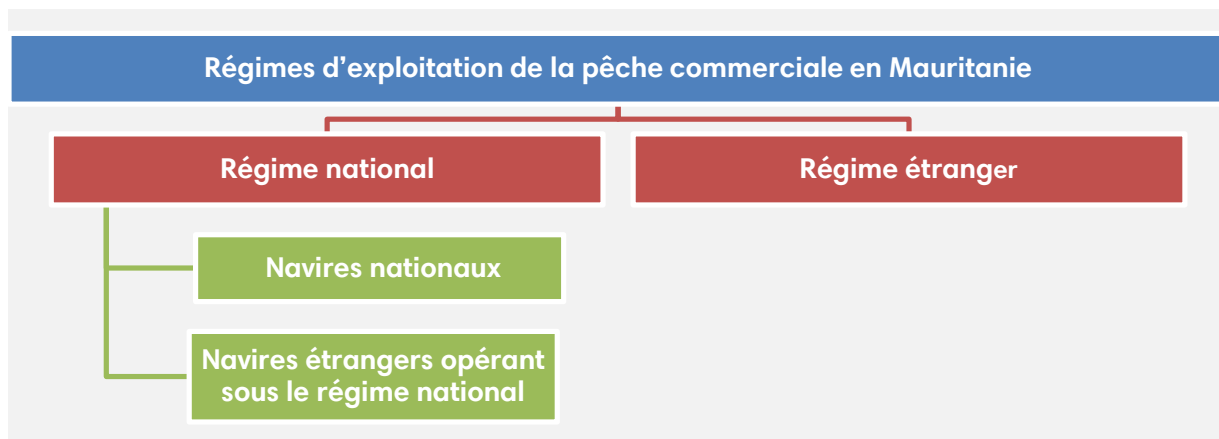 Régimes d’exploitation de la pêche commerciale en Mauritanie
Régime national
Régime étranger
Navires nationaux
Navires étrangers opérant
sous le régime national